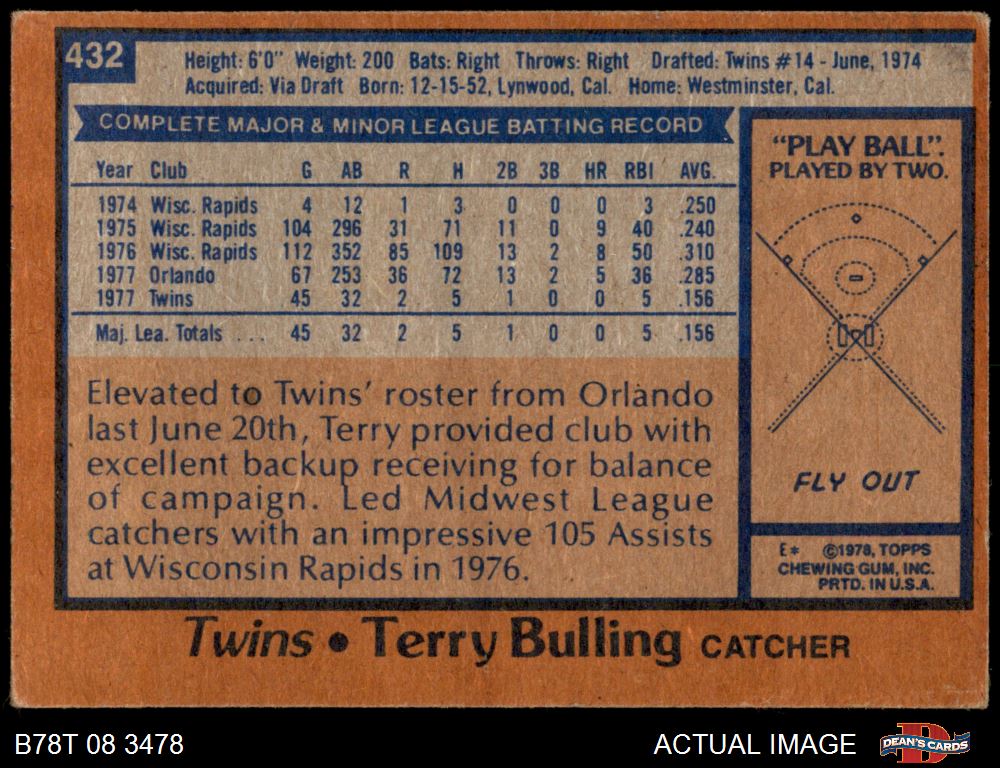 432
Height: 6'0" Weight: 200 Bats: Right Throws: Right Drafted: Twins #14 - June, 1974
Acquired: Via Draft Born: 12-15-52, Lynwood, Cal. Home: Westminster, Cal.
COMPLETE MAJOR & MINOR LEAGUE BATTING RECORD
Year Club G AB R H 2B 3B HR RBI AVG.
1974 Wisc. Rapids 4 12 1 3 0 0 0 3 .250
1975 Wisc. Rapids 104 296 31 71 11 0 9 40 .240
1976 Wisc. Rapids 112 352 85 109 13 2 8 50 .310
1977 Orlando 67 253 36 72 13 2 5 36 .285
1977 Twins 45 32 2 5 1 0 0 5 .156
Maj. Lea. Totals . . . 45 32 2 5 1 0 0 5 .156
Elevated to Twins' roster from Orlando
last June 20th, Terry provided club with
excellent backup receiving for balance
of campaign. Led Midwest League
catchers with an impressive 105 Assists
at Wisconsin Rapids in 1976.
"PLAY BALL".
PLAYED BY TWO.
FLY OUT
E* ©1978, TOPPS
CHEWING GUM, INC.
PRTD. IN U.S.A.
Twins • Terry Bulling CATCHER
B78T 08 3478
ACTUAL IMAGE
DEAN'S CARDS